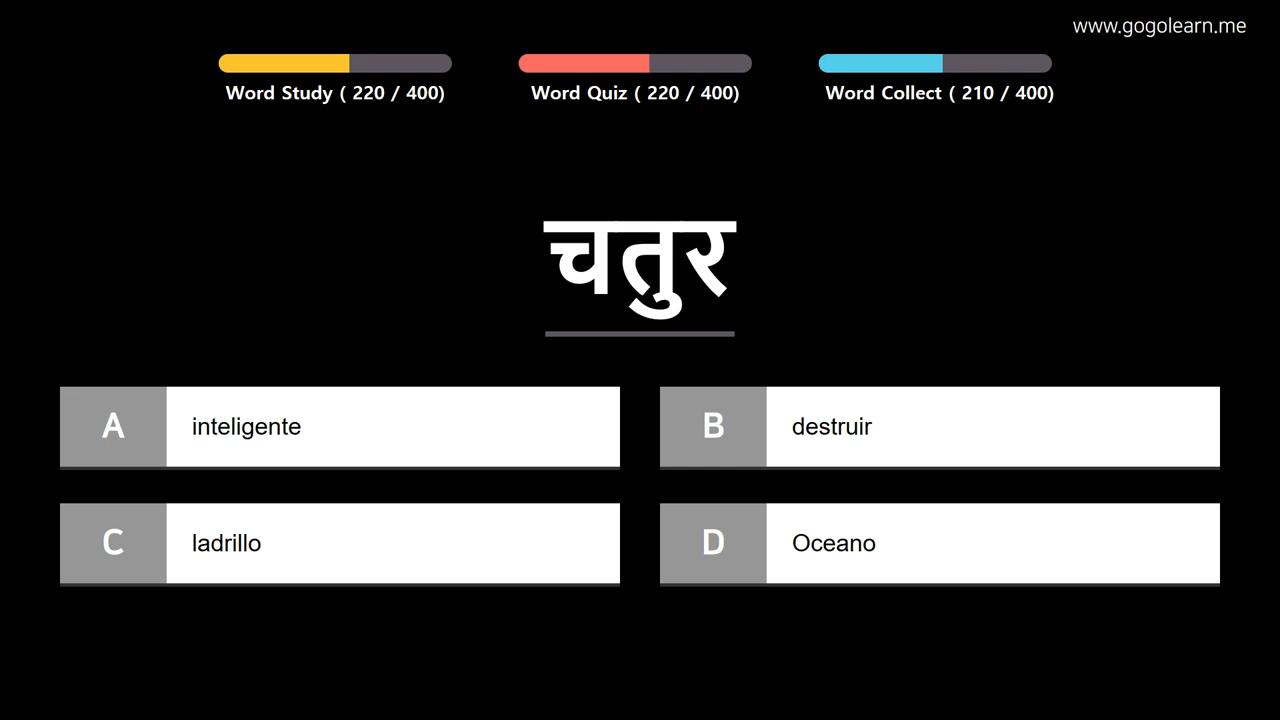 www.gogolearn.me
Word Study ( 220 / 400)
Word Quiz ( 220 / 400)
Word Collect ( 210 / 400)
चतुर
A inteligente
B destruir
C ladrillo
D Oceano